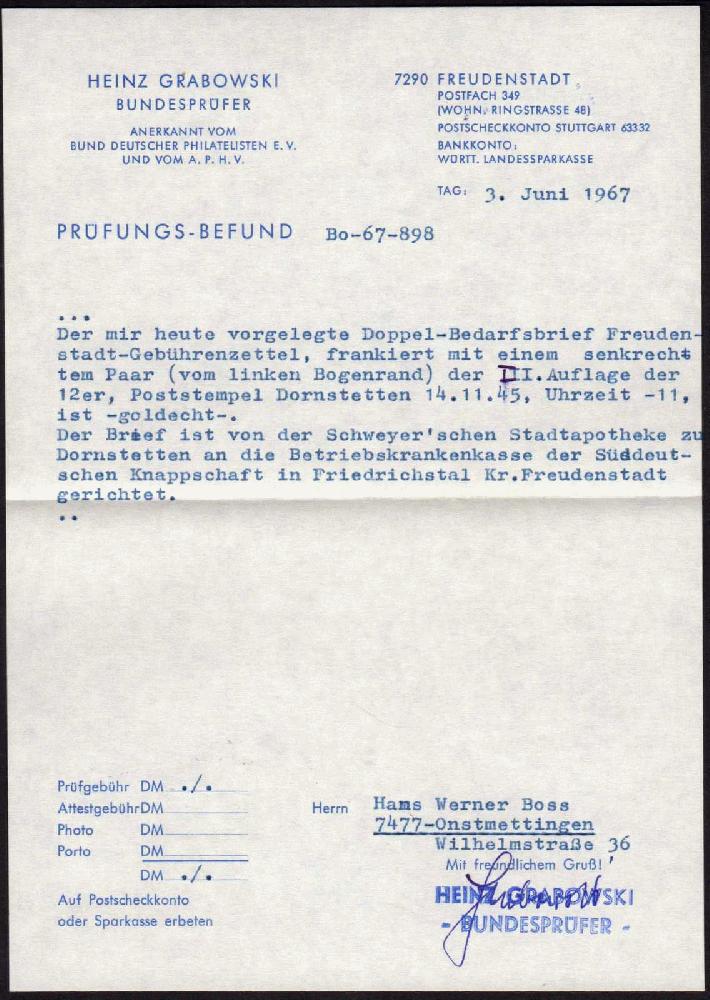 HEINZ GRABOWSKI
BUNDESPRÜFER
ANERKANNT VOM
BUND DEUTSCHER PHILATELISTEN E. V.
UND VOM A. P. H. V.
7290 FREUDENSTADT
POSTFACH 349
(WOHN. RINGSTRASSE 48)
POSTSCHECKKONTO STUTTGART 63332
BANKKONTO:
WÜRTT. LANDESSPARKASSE
TAG: 3. Juni 1967
PRÜFUNGS-BEFUND Bo-67-898
...
Der mir heute vorgelegte Doppel-Bedarfsbrief Freuden-
stadt-Gebührenzettel, frankiert mit einem senkrecht
tem Paar (vom linken Bogenrand) der III.Auflage der
12er, Poststempel Dornstetten 14.11.45, Uhrzeit -11,
ist -goldecht-.
Der Brief ist von der Schweyer'schen Stadtapotheke zu
Dornstetten an die Betriebskrankenkasse der Süddeut-
schen Knappschaft in Friedrichstal Kr.Freudenstadt
gerichtet.
..
Prüfgebühr DM ./.
Attestgebühr DM
Photo DM
Porto DM
DM ./.
Auf Postscheckkonto
oder Sparkasse erbeten
Herrn Hans Werner Boss
7477-Onstmettingen
Wilhelmstraße 36
Mit freundlichem Gruß!
Grabowski
HEINZ GRABOWSKI
- BUNDESPRÜFER -